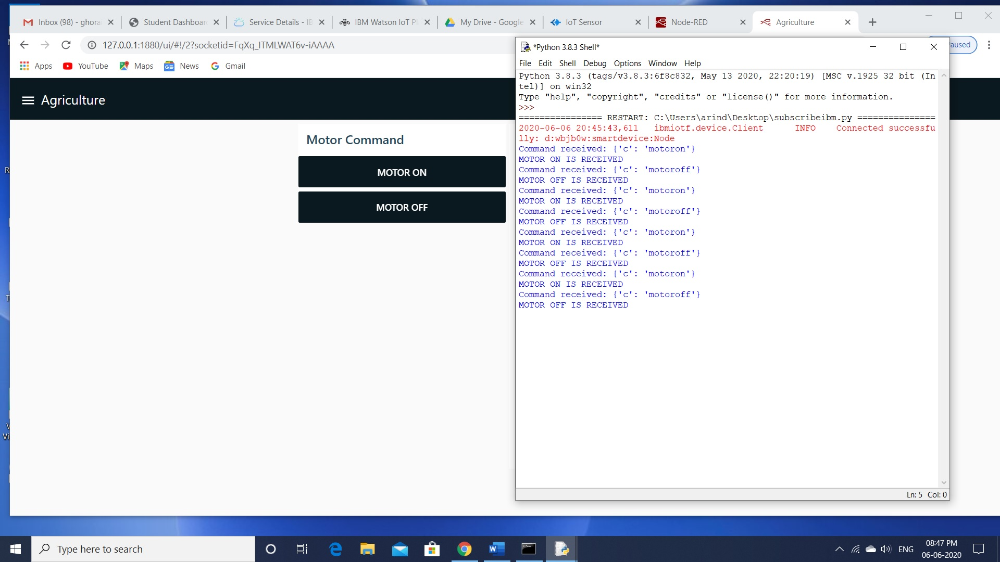 Inbox (98) - ghora
Student Dashboar
Service Details - IB
IBM Watson IoT Pl
My Drive - Google
IoT Sensor
Node-RED
Agriculture
127.0.0.1:1880/ui/#!/2?socketid=FqXq_ITMLWAT6v-iAAAA
aused
Apps
YouTube
Maps
News
Gmail
Agriculture
Motor Command
MOTOR ON
MOTOR OFF
*Python 3.8.3 Shell*
File Edit Shell Debug Options Window Help
Python 3.8.3 (tags/v3.8.3:6f8c832, May 13 2020, 22:20:19) [MSC v.1925 32 bit (In
tel)] on win32
Type "help", "copyright", "credits" or "license()" for more information.
>>>
================ RESTART: C:\Users\arind\Desktop\subscribeibm.py ===============
2020-06-06 20:45:43,611   ibmiotf.device.Client      INFO    Connected successfu
lly: d:wbjb0w:smartdevice:Node
Command received: {'c': 'motoron'}
MOTOR ON IS RECEIVED
Command received: {'c': 'motoroff'}
MOTOR OFF IS RECEIVED
Command received: {'c': 'motoron'}
MOTOR ON IS RECEIVED
Command received: {'c': 'motoroff'}
MOTOR OFF IS RECEIVED
Command received: {'c': 'motoron'}
MOTOR ON IS RECEIVED
Command received: {'c': 'motoroff'}
MOTOR OFF IS RECEIVED
Command received: {'c': 'motoron'}
MOTOR ON IS RECEIVED
Command received: {'c': 'motoroff'}
MOTOR OFF IS RECEIVED
Ln: 5 Col: 0
Type here to search
ENG
08:47 PM
06-06-2020